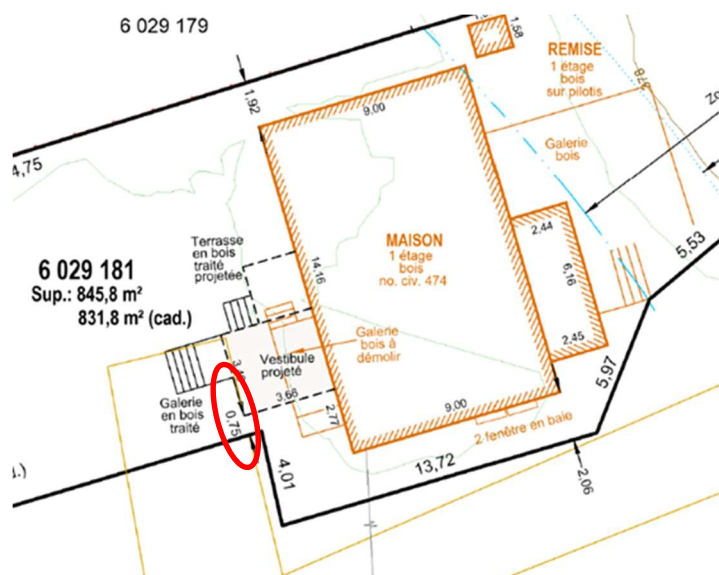 6 029 179
1,58
REMISE
1 étage
bois
sur pilotis
378
1,92
9,00
4,75
Galerie
bois
Zo
Terrasse
en bois
traité
projetée
14,16
MAISON
1 étage
bois
no. civ. 474
2,44
5,53
6 029 181
Sup.: 845,8 m²
831,8 m² (cad.)
6,16
Galerie
bois à
démolir
Vestibule
projeté
2,45
5,97
Galerie
en bois
traité
3,66
2,77
0,75
9,00
2 fenêtre en baie
.)
4,01
13,72
2,06